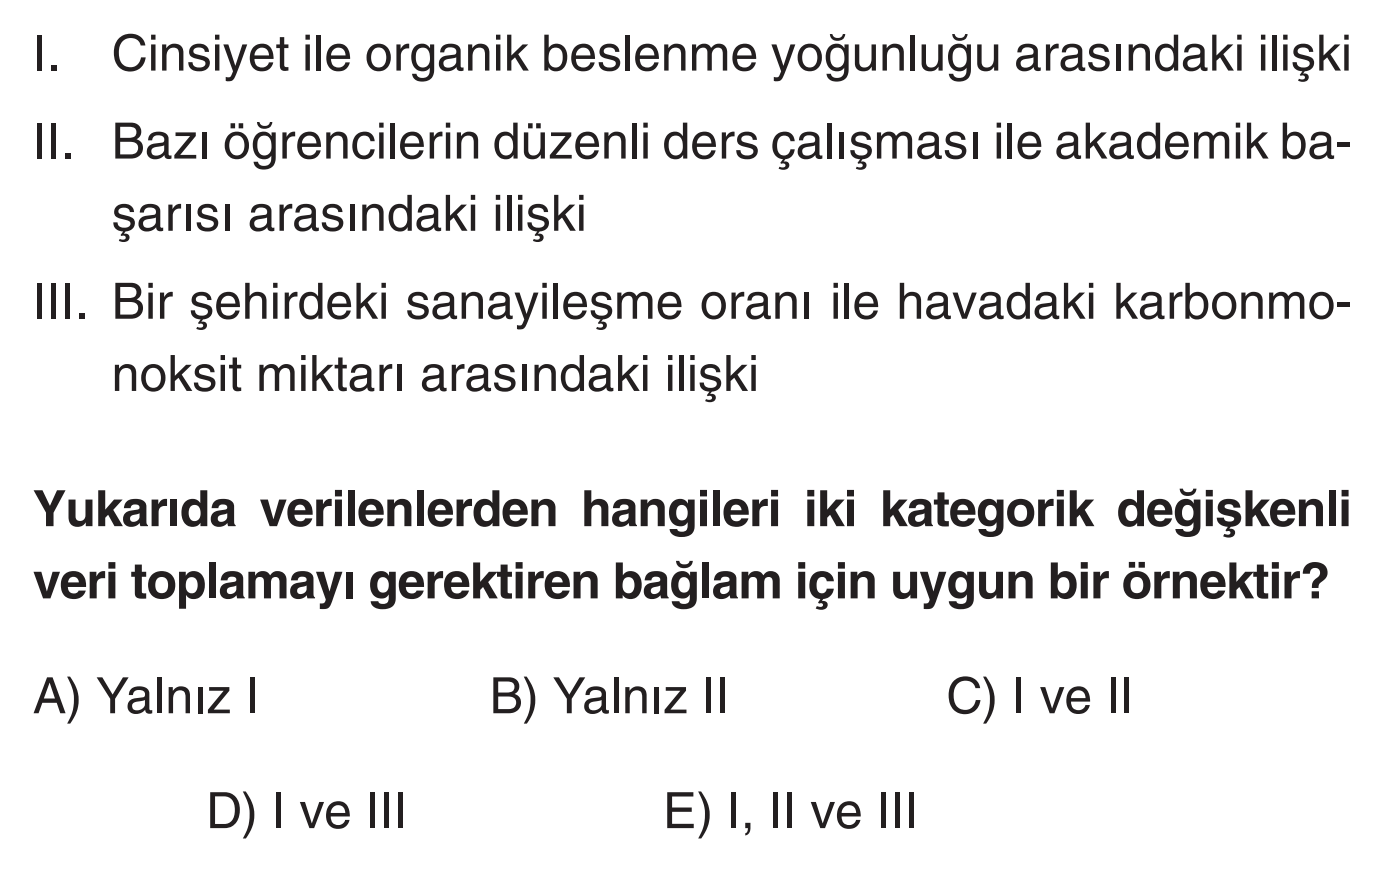 I. Cinsiyet ile organik beslenme yoğunluğu arasındaki ilişki
II. Bazı öğrencilerin düzenli ders çalışması ile akademik ba-
şarısı arasındaki ilişki
III. Bir şehirdeki sanayileşme oranı ile havadaki karbonmo-
noksit miktarı arasındaki ilişki
Yukarıda verilenlerden hangileri iki kategorik değişkenli
veri toplamayı gerektiren bağlam için uygun bir örnektir?
A) Yalnız I B) Yalnız II C) I ve II
D) I ve III E) I, II ve III